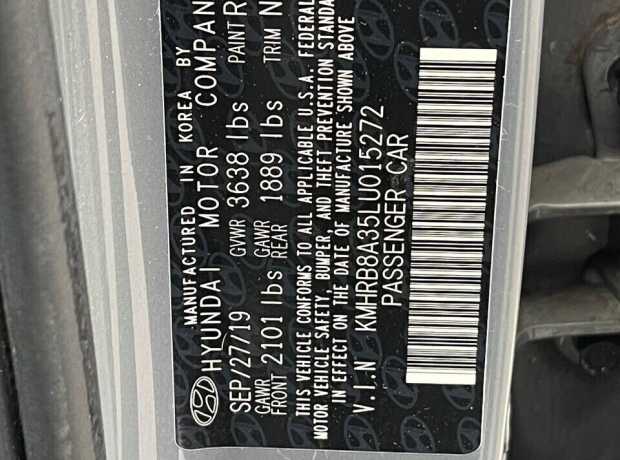 MANUFACTURED IN KOREA BY
HYUNDAI MOTOR COMPAN
SEP/27/19 GVWR 3638 lbs PAINT R
GAWR FRONT 2101 lbs GAWR REAR 1889 lbs TRIM N
THIS VEHICLE CONFORMS TO ALL APPLICABLE U.S.A. FEDERAL
MOTOR VEHICLE SAFETY, BUMPER, AND THEFT PREVENTION STANDA
IN EFFECT ON THE DATE OF MANUFACTURE SHOWN ABOVE
V.I.N KMHRB8A35LU015272
PASSENGER CAR